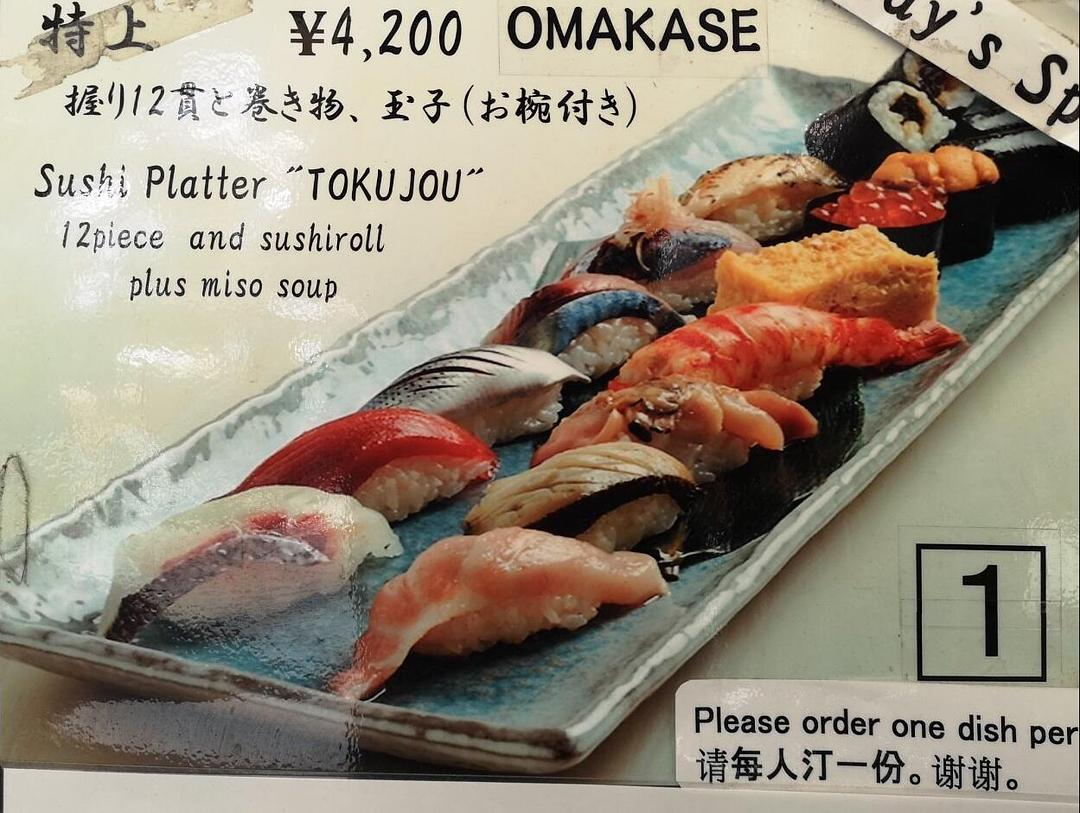 特上 ¥4,200 OMAKASE
握り12貫と巻き物、玉子(お椀付き)
Sushi Platter "TOKUJOU"
12piece and sushiroll
plus miso soup
1
Please order one dish per
请每人汀一份。谢谢。